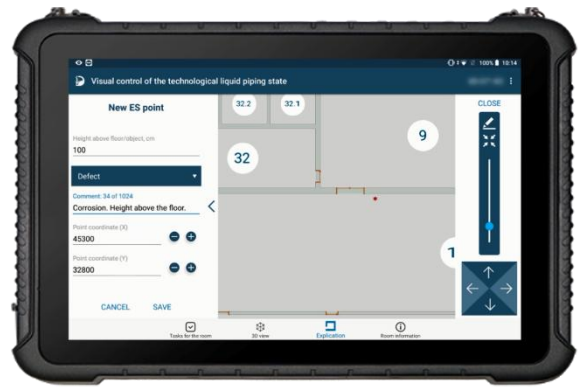 100% 10:14
Visual control of the technological liquid piping state
New ES point
Height above floor/object, cm
100
Defect
Comment: 34 of 1024
Corrosion. Height above the floor.
Point coordinate (X)
45300
Point coordinate (Y)
32800
CANCEL SAVE
32.2
32.1
32
9
1
CLOSE
Tasks for the room
3D view
Explication
Room information